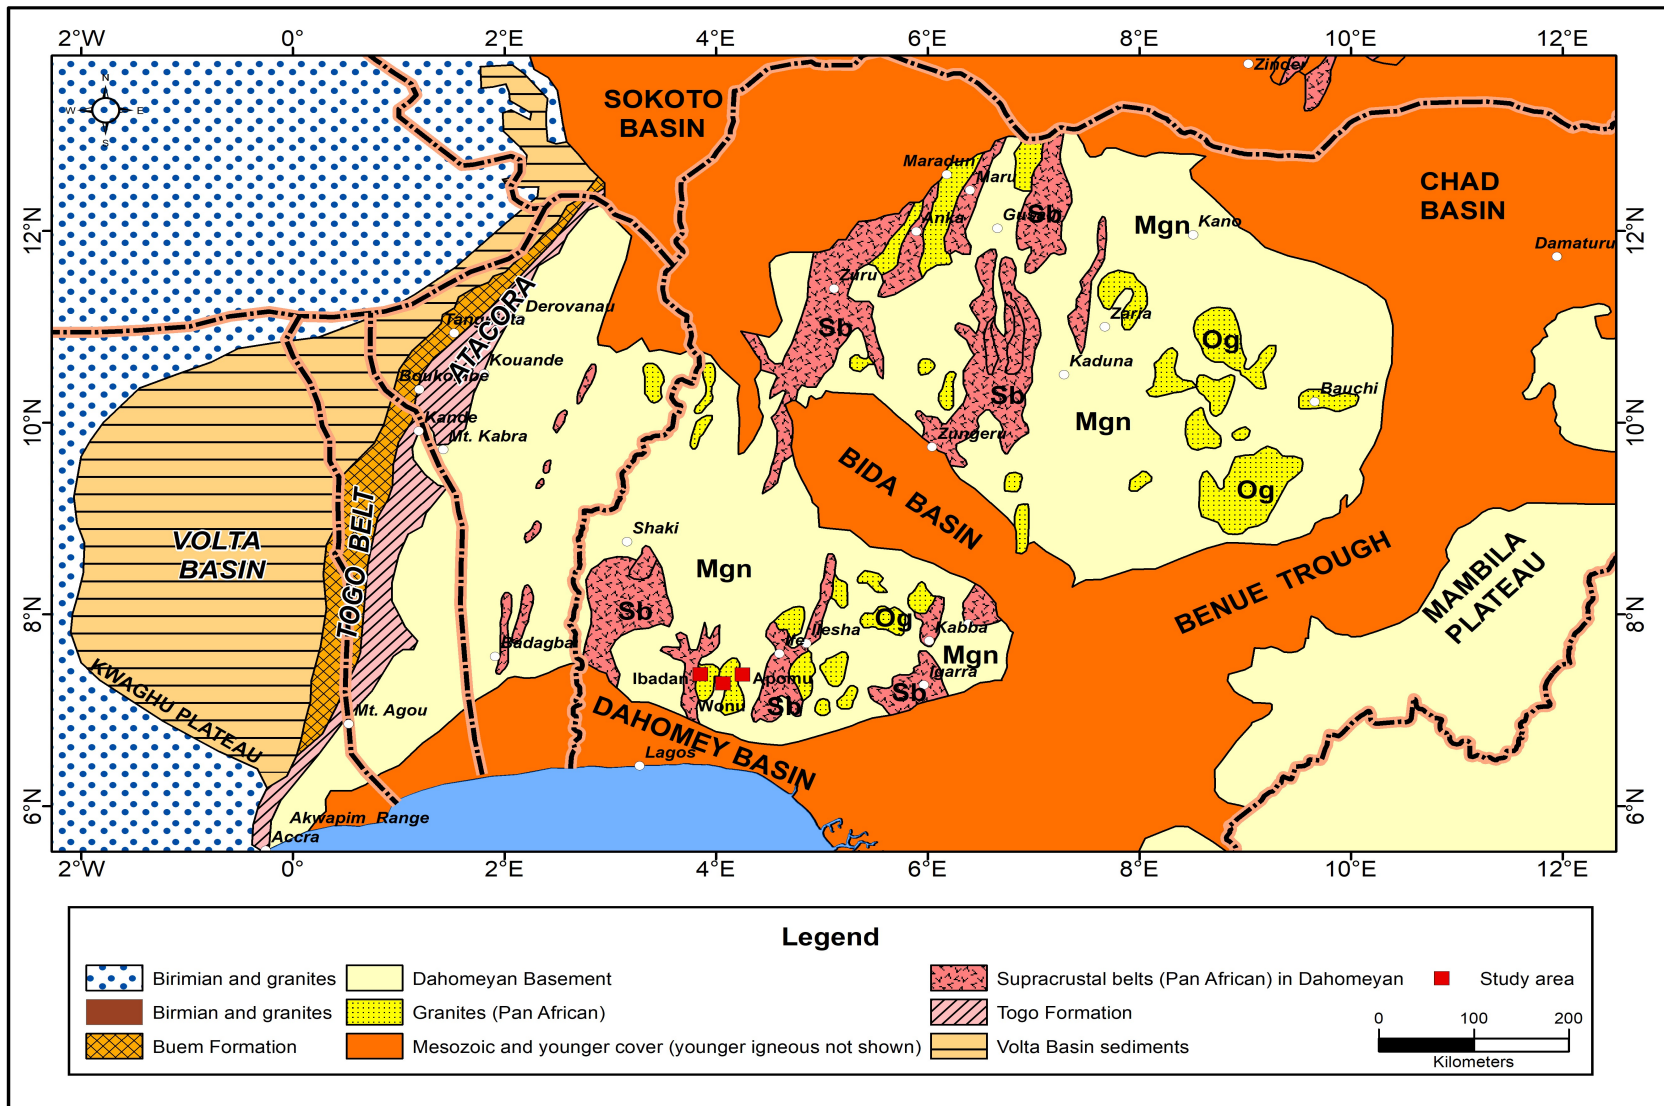 2°W 0° 2°E 4°E 6°E 8°E 10°E 12°E
N
W E
S
Zinder
SOKOTO
BASIN
CHAD
BASIN
Maradun
Maru
12°N
Anka
Sb
Mgn
Kano
12°N
Damaturu
Zuru
Derovanau
ATACORA
Sb
Zaria
Og
Kouande
Kaduna
Boukombe
Sb
Bauchi
10°N
Kande
Mgn
10°N
Mt. Kabra
Zungeru
BIDA BASIN
Og
TOGO BELT
VOLTA
BASIN
Shaki
Mgn
BENUE TROUGH
MAMBILA
PLATEAU
8°N
Sb
Og
8°N
Badagba
Ife
Ilesha
Kabba
Mgn
KWAGHU PLATEAU
Ibadan
Apomu
Igarra
Sb
Wonu
Sb
Mt. Agou
DAHOMEY BASIN
Lagos
6°N
Akwapim Range
6°N
Accra
2°W 0° 2°E 4°E 6°E 8°E 10°E 12°E
Legend
Birimian and granites
Dahomeyan Basement
Supracrustal belts (Pan African) in Dahomeyan
Study area
Birmian and granites
Granites (Pan African)
Togo Formation
0 100 200
Buem Formation
Mesozoic and younger cover (younger igneous not shown)
Volta Basin sediments
Kilometers